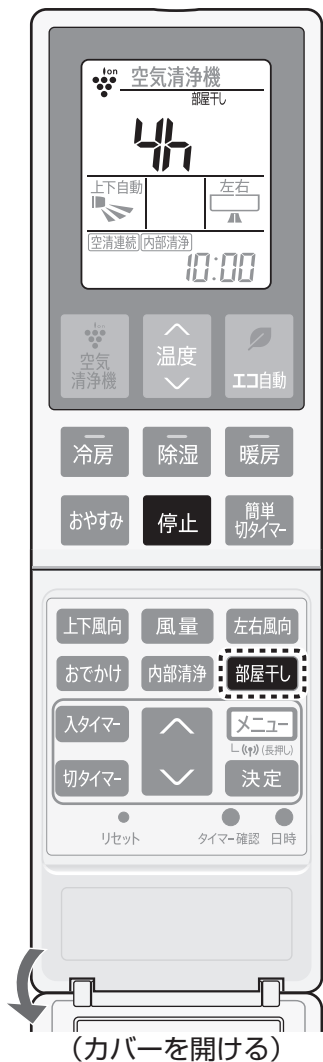 ion
空気清浄機
部屋干し
4h
上下自動
左右
空清連続 内部清浄
10:00
空気
清浄機
温度
エコ自動
冷房 除湿 暖房
おやすみ 停止 簡単
切タイマー
上下風向 風量 左右風向
おでかけ 内部清浄 部屋干し
入タイマー メニュー
(長押し)
切タイマー 決定
リセット タイマー確認 日時
(カバーを開ける)